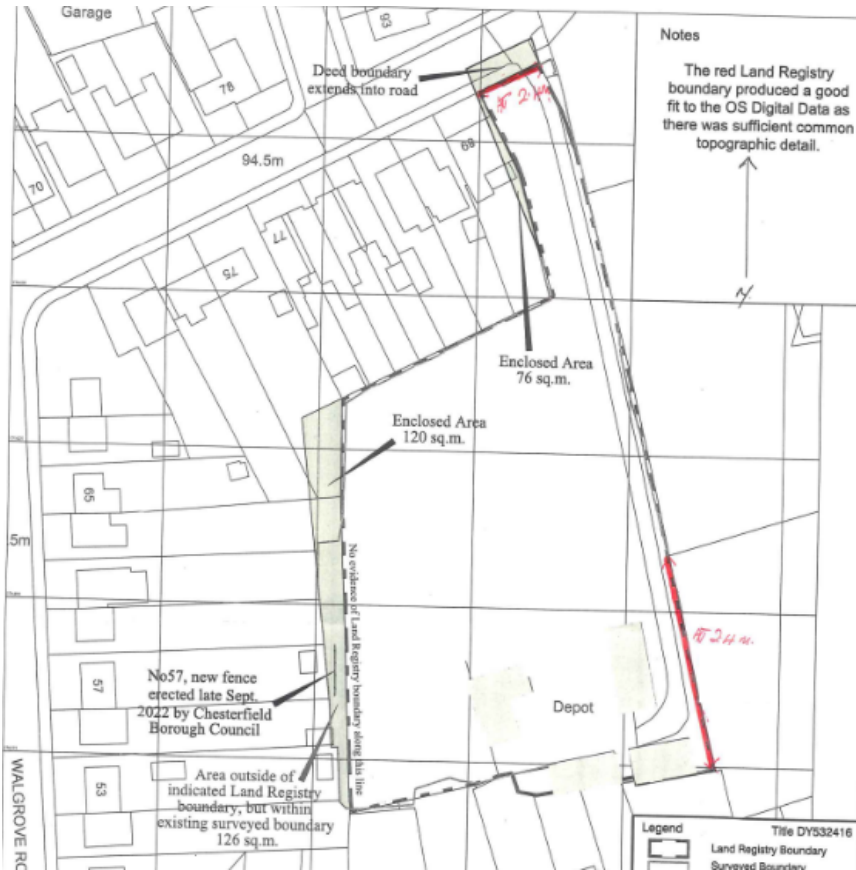 Garage
93
78
Deed boundary
extends into road
Notes
The red Land Registry
boundary produced a good
fit to the OS Digital Data as
there was sufficient common
topographic detail.
94.5m
69
70
77
75
Enclosed Area
76 sq.m.
Enclosed Area
120 sq.m.
65
5m
No evidence of Land Registry boundary along this line
2.4m.
No57, new fence
erected late Sept.
2022 by Chesterfield
Borough Council
57
Depot
Area outside of
indicated Land Registry
boundary, but within
existing surveyed boundary
126 sq.m.
53
WALGROVE RO
Legend
Title DY532416
Land Registry Boundary
Surveyed Boundary